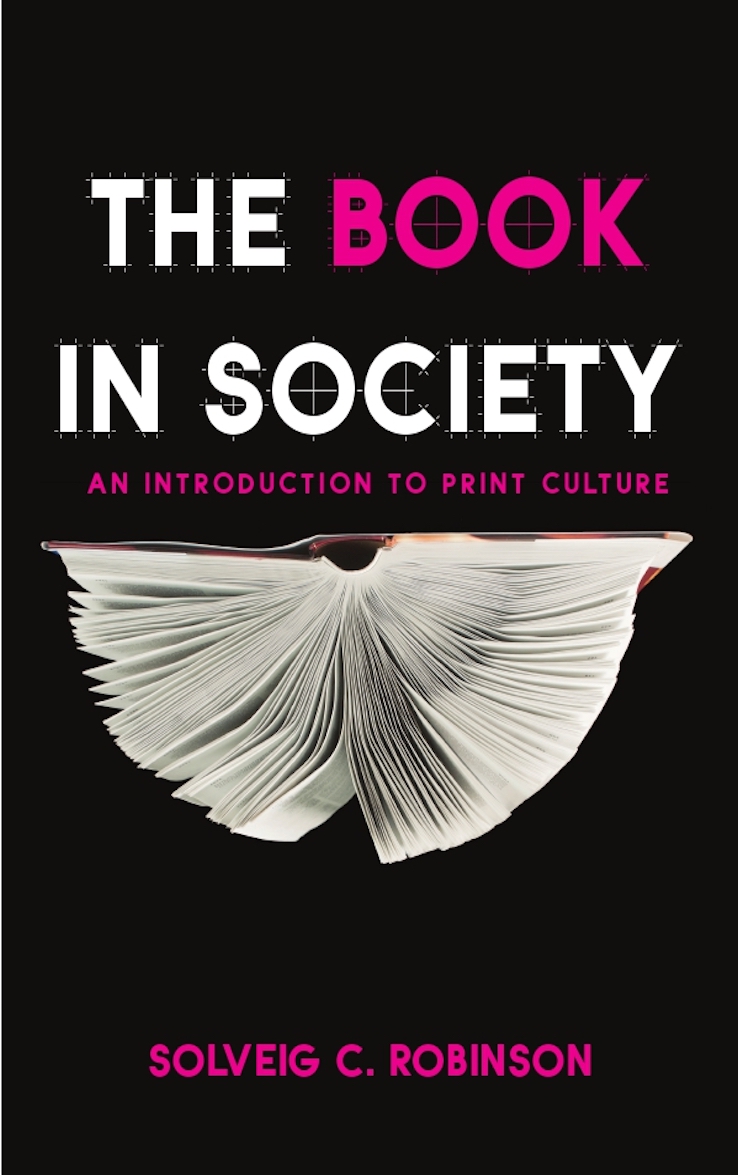 THE BOOK
IN SOCIETY
AN INTRODUCTION TO PRINT CULTURE
SOLVEIG C. ROBINSON